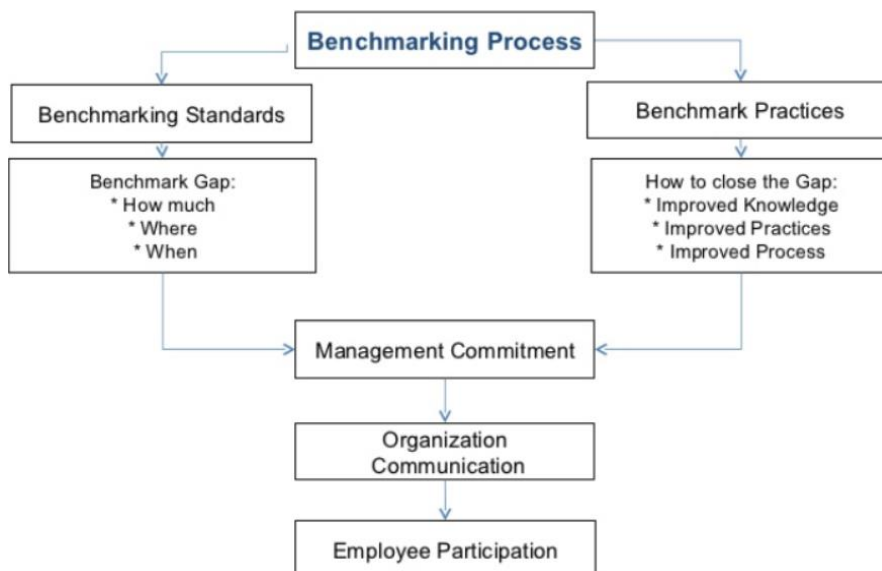 Benchmarking Process
Benchmarking Standards
Benchmark Practices
Benchmark Gap:
* How much
* Where
* When
How to close the Gap:
* Improved Knowledge
* Improved Practices
* Improved Process
Management Commitment
Organization
Communication
Employee Participation